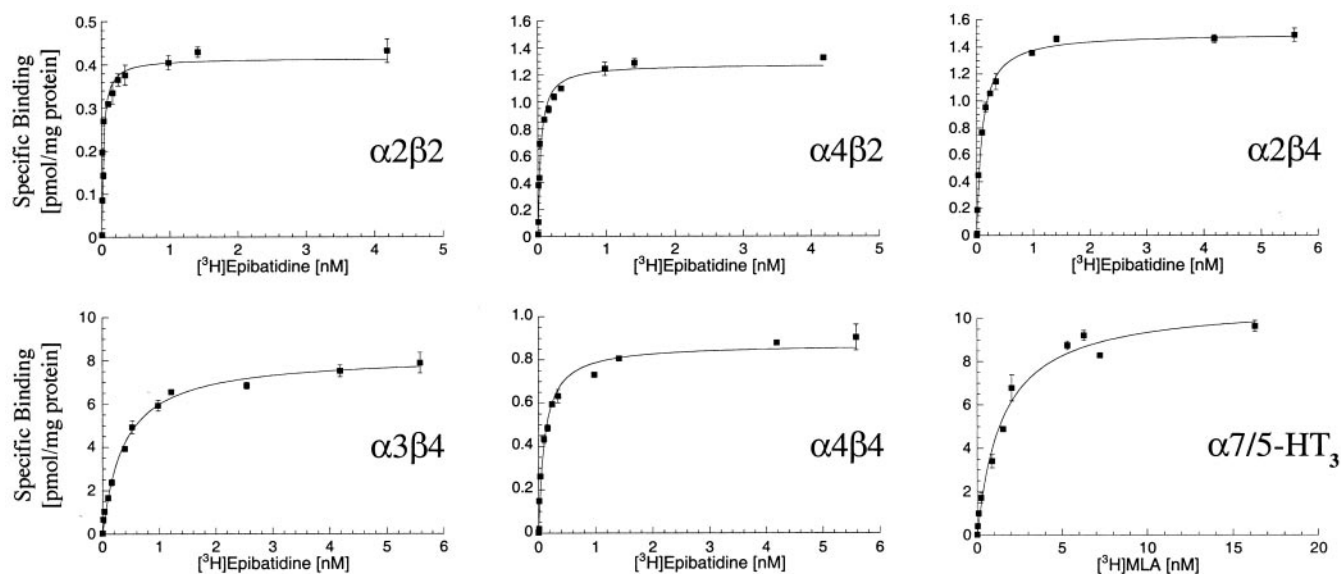 Specific Binding
[pmol/mg protein]
0.5
0.4
0.3
0.2
0.1
0
0 1 2 3 4 5
[³H]Epibatidine [nM]
α2β2
1.6
1.4
1.2
1.0
0.8
0.6
0.4
0.2
0
0 1 2 3 4 5
[³H]Epibatidine [nM]
α4β2
1.6
1.4
1.2
1.0
0.8
0.6
0.4
0.2
0
0 1 2 3 4 5 6
[³H]Epibatidine [nM]
α2β4
Specific Binding
[pmol/mg protein]
10
8
6
4
2
0
0 1 2 3 4 5 6
[³H]Epibatidine [nM]
α3β4
1.0
0.8
0.6
0.4
0.2
0
0 1 2 3 4 5 6
[³H]Epibatidine [nM]
α4β4
10
8
6
4
2
0
0 5 10 15 20
[³H]MLA [nM]
α7/5-HT₃